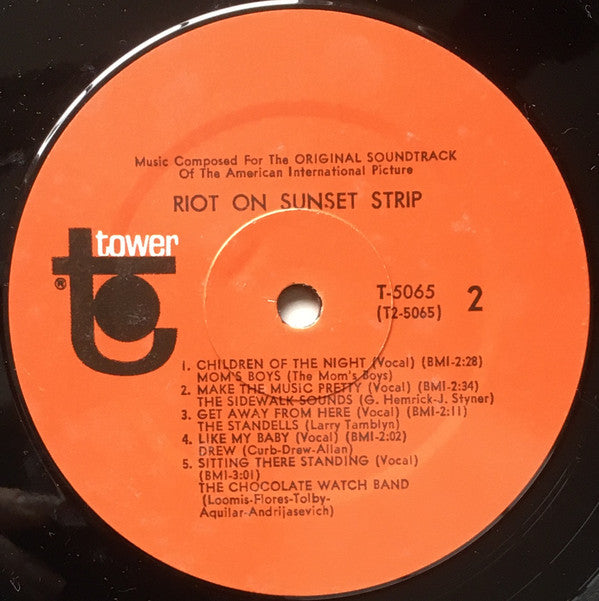 Music Composed For The ORIGINAL SOUNDTRACK
Of The American International Picture
RIOT ON SUNSET STRIP
tower
®
T-5065 2
(T2-5065)
1. CHILDREN OF THE NIGHT (Vocal) (BMI-2:28)
MOM'S BOYS (The Mom's Boys)
2. MAKE THE MUSIC PRETTY (Vocal) (BMI-2:34)
THE SIDEWALK SOUNDS (G. Hemrick-J. Styner)
3. GET AWAY FROM HERE (Vocal) (BMI-2:11)
THE STANDELLS (Larry Tamblyn)
4. LIKE MY BABY (Vocal) (BMI-2:02)
DREW (Curb-Drew-Allan)
5. SITTING THERE STANDING (Vocal)
(BMI-3:01)
THE CHOCOLATE WATCH BAND
(Loomis-Flores-Tolby-
Aquilar-Andrijasevich)